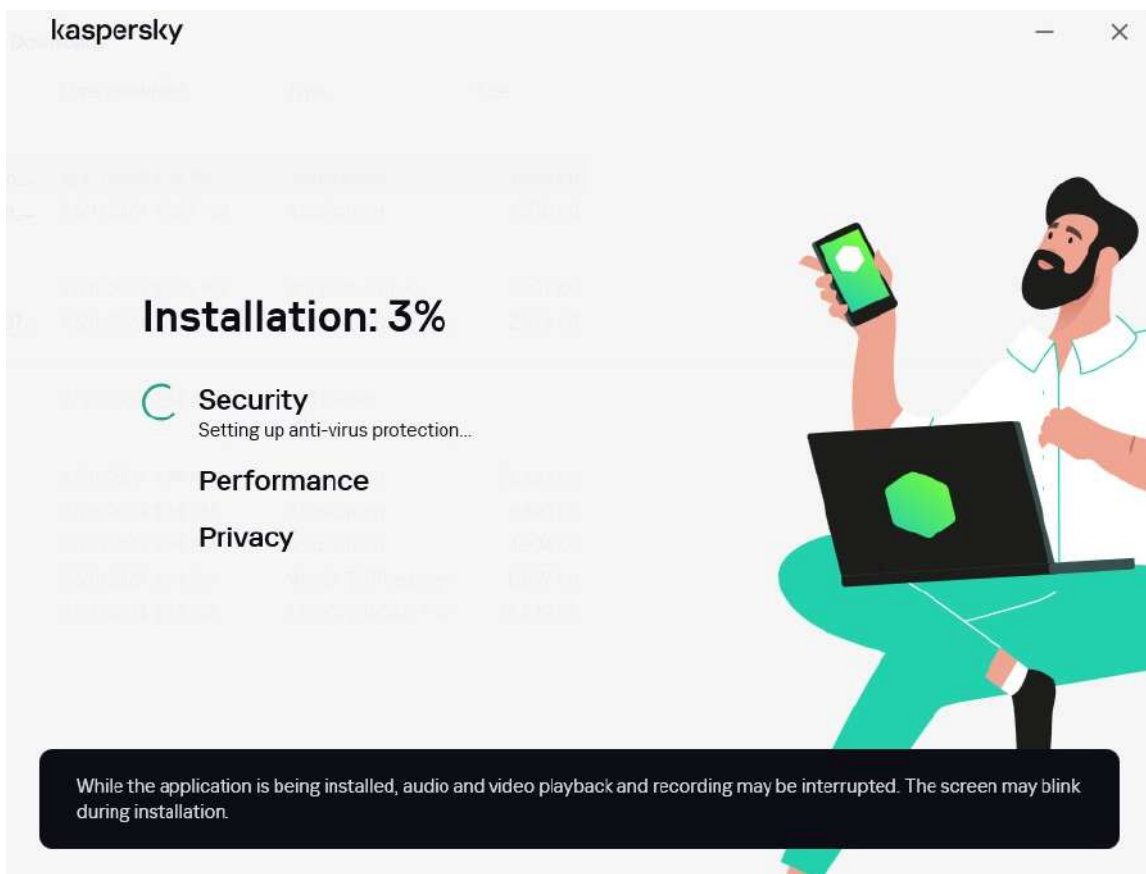 kaspersky
Installation: 3%
Security
Setting up anti-virus protection...
Performance
Privacy
While the application is being installed, audio and video playback and recording may be interrupted. The screen may blink
during installation.